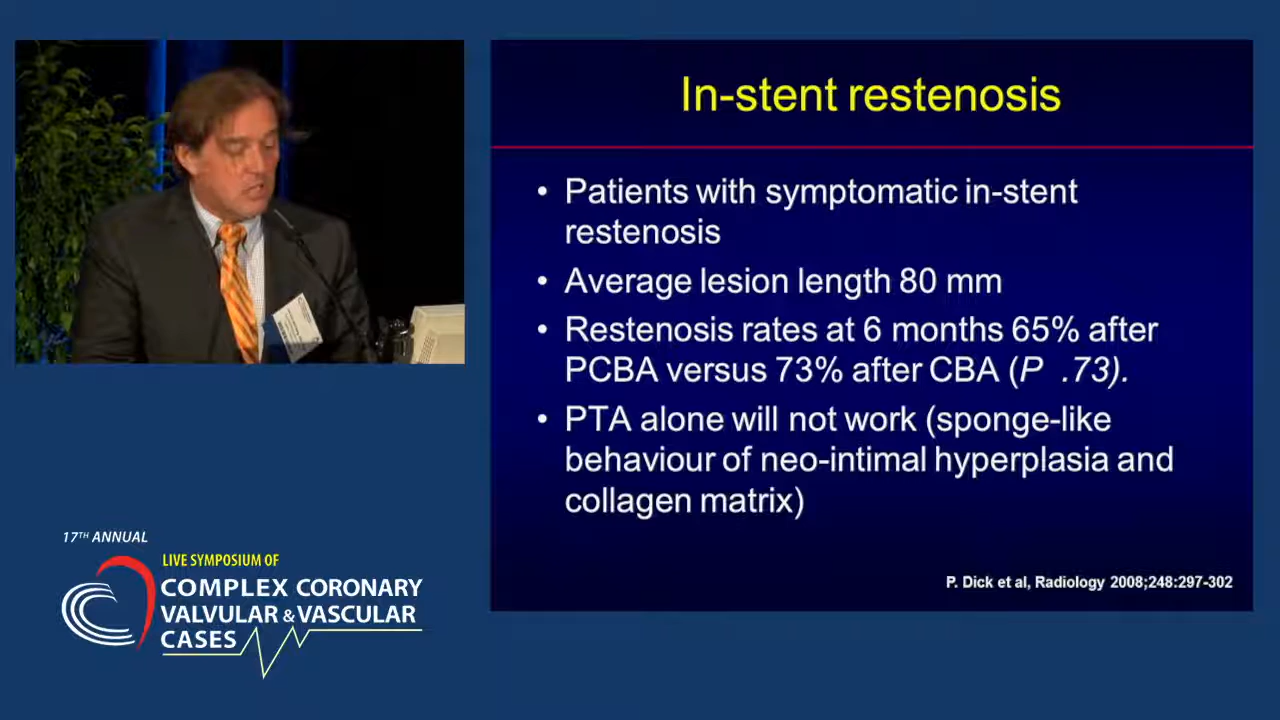 In-stent restenosis
• Patients with symptomatic in-stent
restenosis
• Average lesion length 80 mm
• Restenosis rates at 6 months 65% after
PCBA versus 73% after CBA (P .73).
• PTA alone will not work (sponge-like
behaviour of neo-intimal hyperplasia and
collagen matrix)
P. Dick et al, Radiology 2008;248:297-302
17TH ANNUAL
LIVE SYMPOSIUM OF
COMPLEX CORONARY
VALVULAR & VASCULAR
CASES